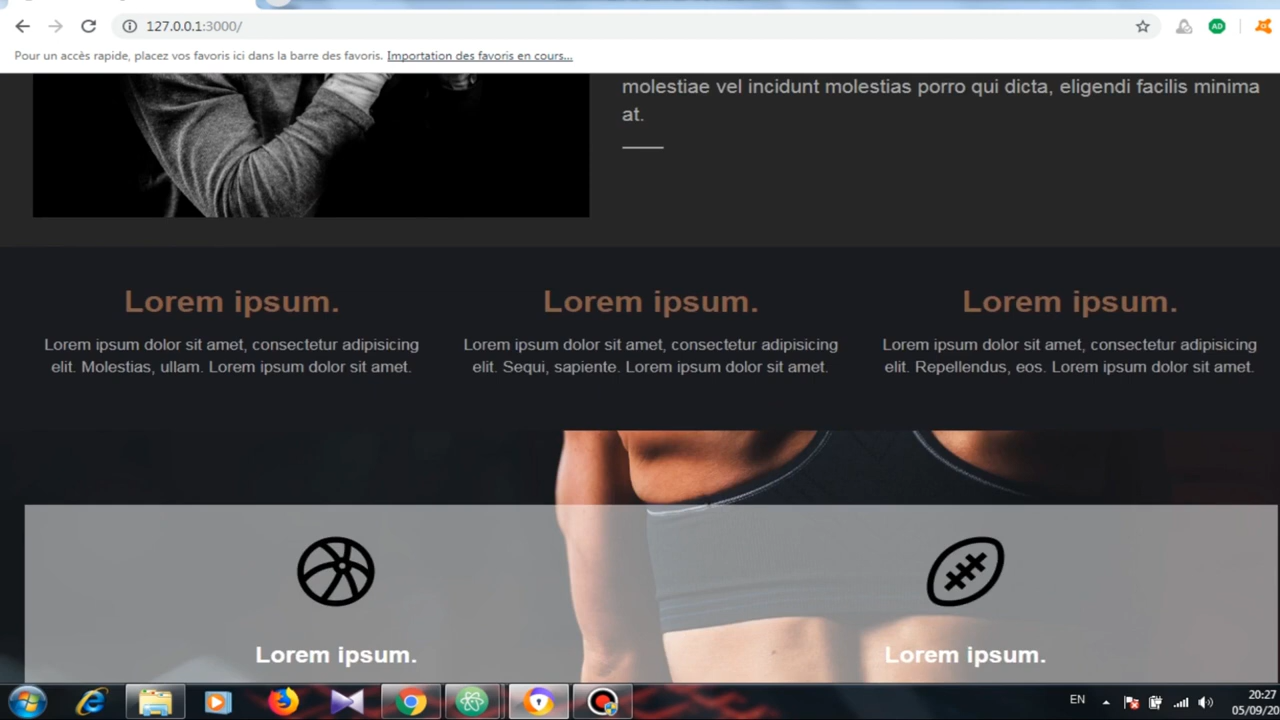 127.0.0.1:3000/
AD
Pour un accès rapide, placez vos favoris ici dans la barre des favoris. Importation des favoris en cours...
molestiae vel incidunt molestias porro qui dicta, eligendi facilis minima
at.
Lorem ipsum.
Lorem ipsum dolor sit amet, consectetur adipisicing
elit. Molestias, ullam. Lorem ipsum dolor sit amet.
Lorem ipsum.
Lorem ipsum dolor sit amet, consectetur adipisicing
elit. Sequi, sapiente. Lorem ipsum dolor sit amet.
Lorem ipsum.
Lorem ipsum dolor sit amet, consectetur adipisicing
elit. Repellendus, eos. Lorem ipsum dolor sit amet.
Lorem ipsum.
Lorem ipsum.
EN
20:27
05/09/20